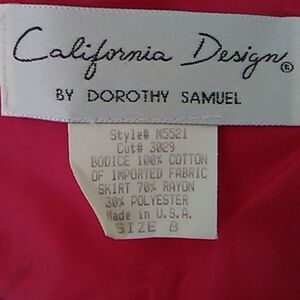 California Design®
BY DOROTHY SAMUEL
Style# N5521
Cut# 3029
BODICE 100% COTTON
OF IMPORTED FABRIC
SKIRT 70% RAYON
30% POLYESTER
Made in U.S.A.
SIZE 8